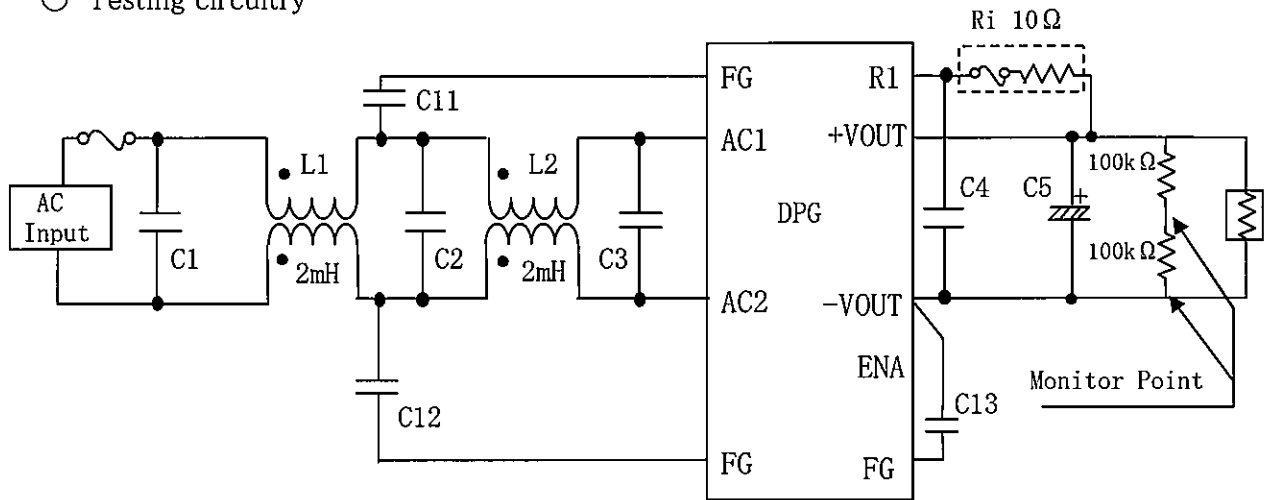 Testing circuitry
Ri 10Ω
FG
R1
C11
AC1
+VOUT
L1
L2
100kΩ
C4
C5
+
AC
Input
DPG
C1
C2
C3
2mH
2mH
100kΩ
AC2
-VOUT
ENA
Monitor Point
C12
C13
FG
FG